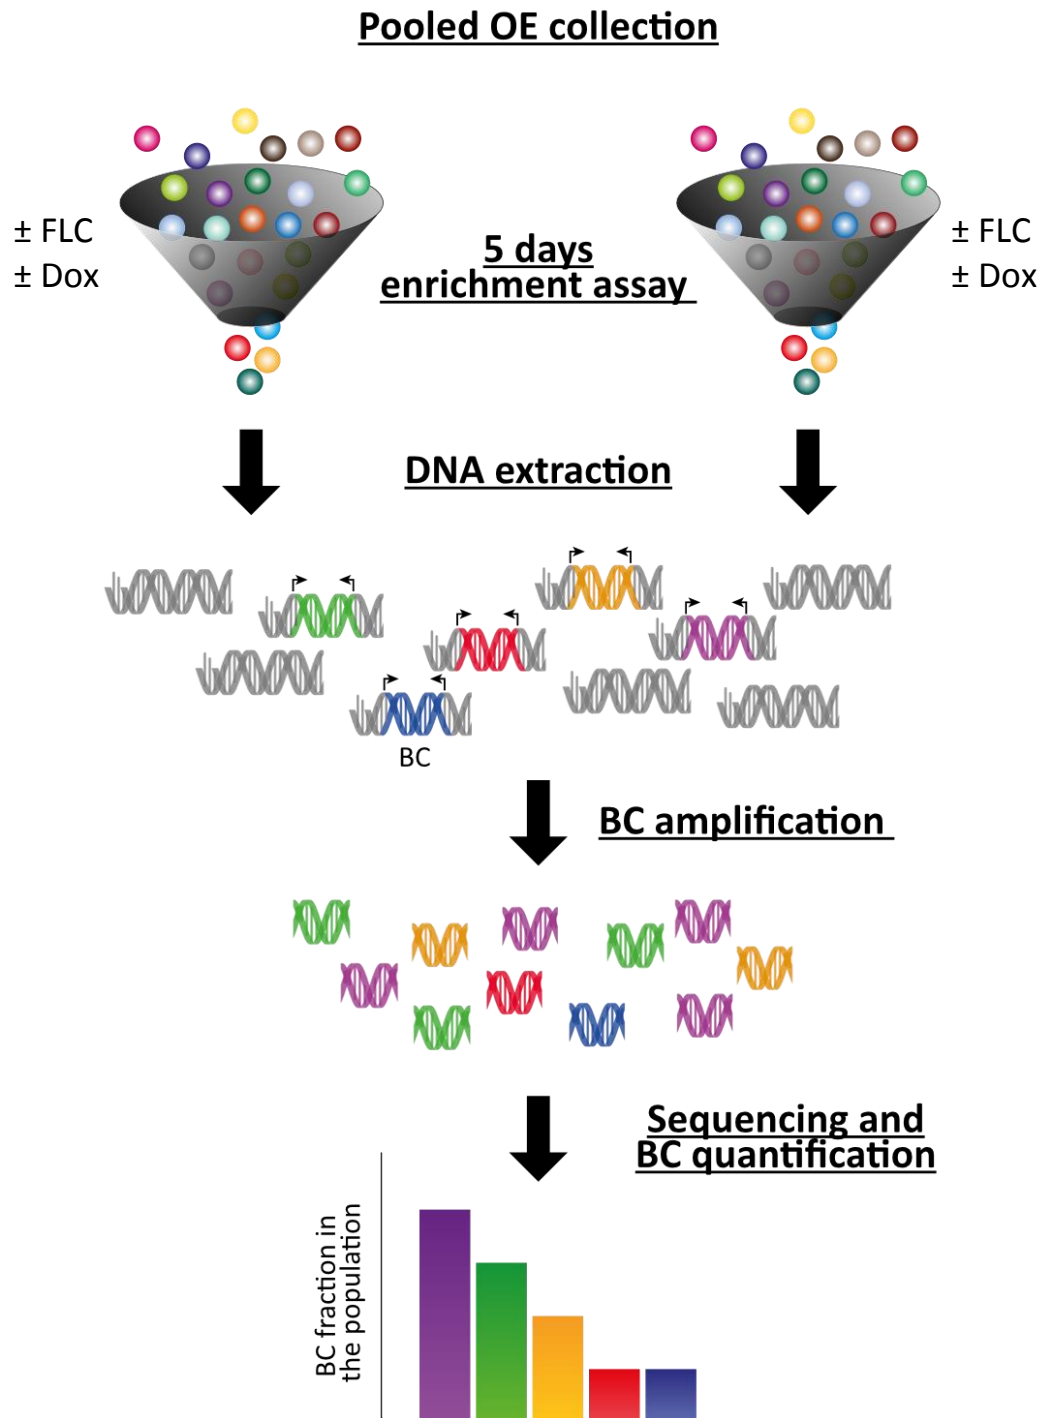 Pooled OE collection
± FLC
± Dox
5 days
enrichment assay
± FLC
± Dox
DNA extraction
BC
BC amplification
Sequencing and
BC quantification
BC fraction in
the population